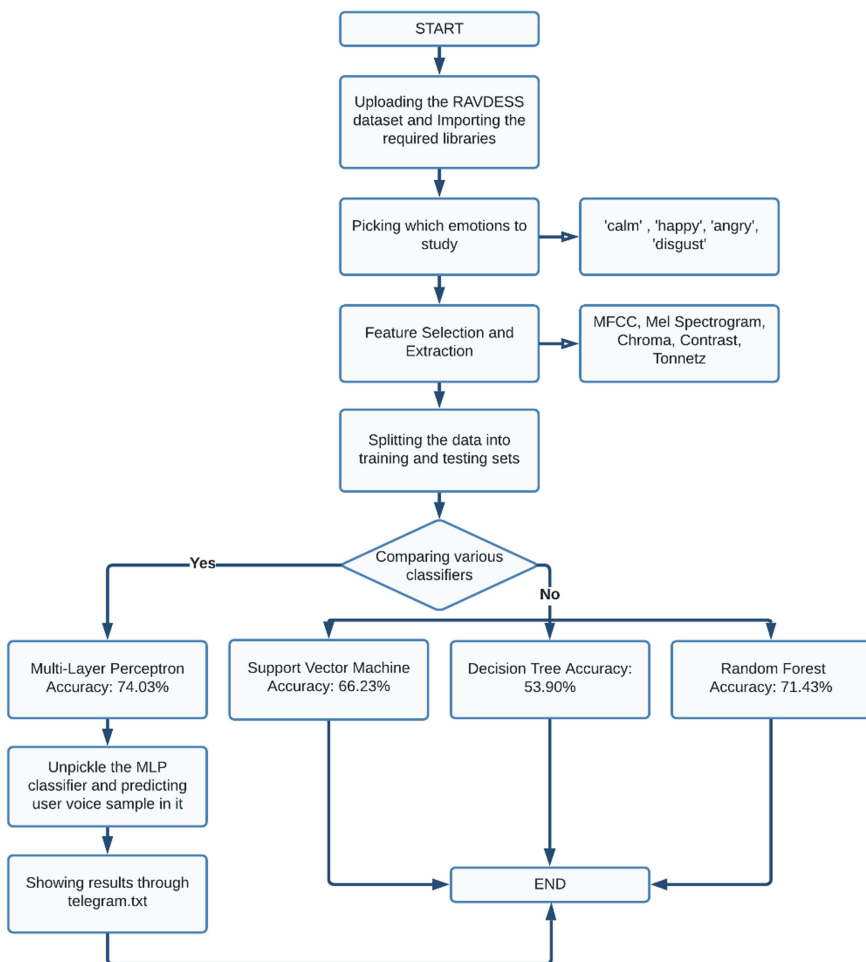 START
Uploading the RAVDESS
dataset and Importing the
required libraries
Picking which emotions to
study
'calm' , 'happy', 'angry',
'disgust'
Feature Selection and
Extraction
MFCC, Mel Spectrogram,
Chroma, Contrast,
Tonnetz
Splitting the data into
training and testing sets
Comparing various
classifiers
Yes
No
Multi-Layer Perceptron
Accuracy: 74.03%
Support Vector Machine
Accuracy: 66.23%
Decision Tree Accuracy:
53.90%
Random Forest
Accuracy: 71.43%
Unpickle the MLP
classifier and predicting
user voice sample in it
Showing results through
telegram.txt
END